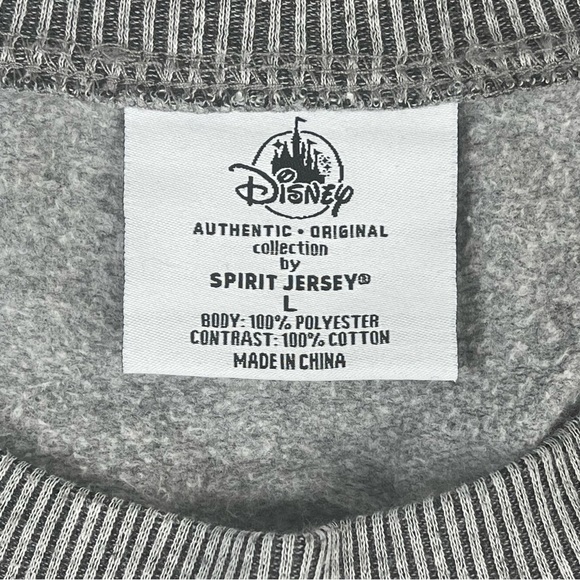 Disney
AUTHENTIC • ORIGINAL
collection
by
SPIRIT JERSEY®
L
BODY: 100% POLYESTER
CONTRAST: 100% COTTON
MADE IN CHINA